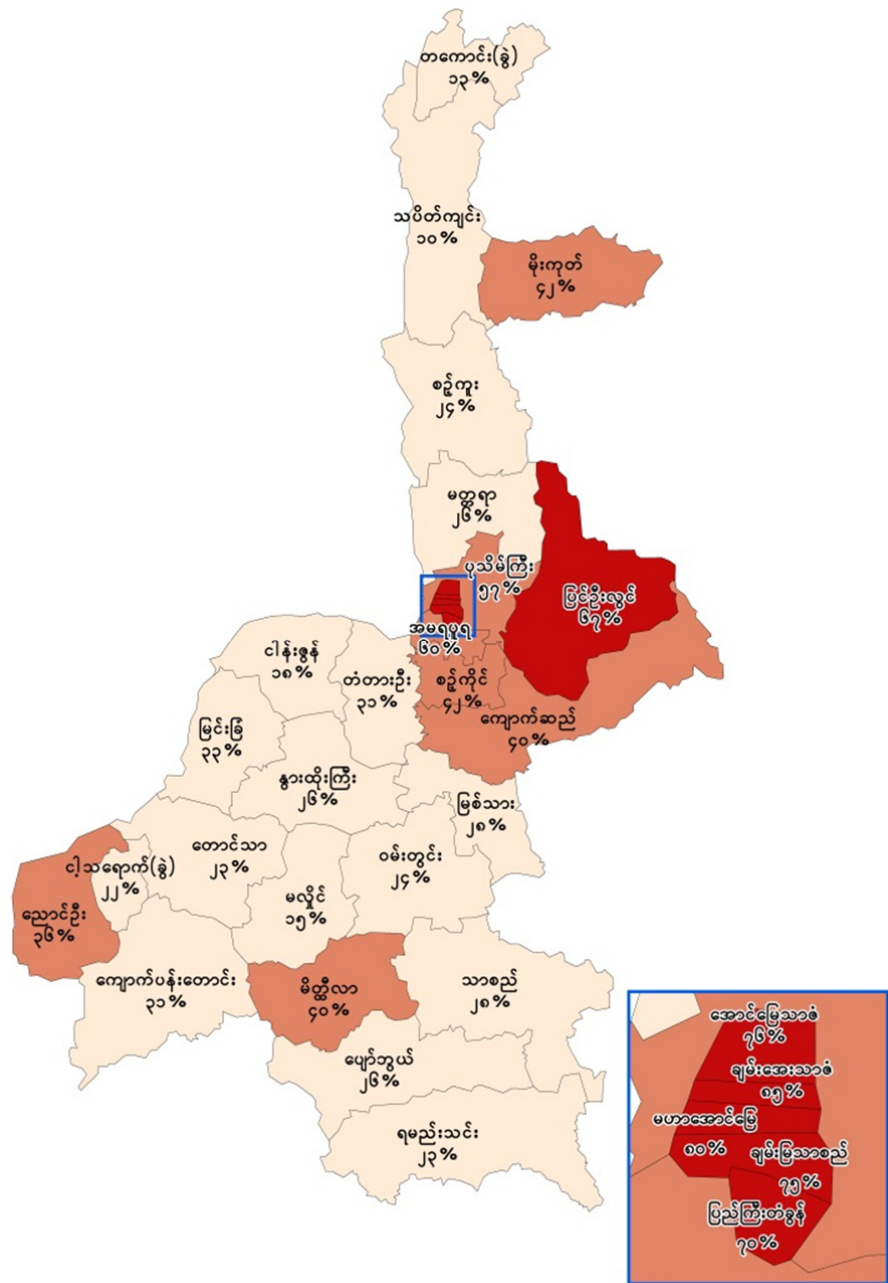 တကောင်း(ခွဲ)
၁၃%
သပိတ်ကျင်း
၁၀%
မိုးကုတ်
၄၂%
စဉ့်ကူး
၂၄%
မတ္တရာ
၂၆%
ပုသိမ်ကြီး
၅၇%
ပြင်ဦးလွင်
၆၇%
အမရပူရ
၆၀%
ငါန်းဇွန်
၁၈%
တံတားဦး
၃၁%
စဉ့်ကိုင်
၄၂%
ကျောက်ဆည်
၄၀%
မြင်းခြံ
၃၃%
နွားထိုးကြီး
၂၆%
မြစ်သား
၂၈%
တောင်သာ
၂၃%
ဝမ်းတွင်း
၂၄%
ငါ့သရောက်(ခွဲ)
၂၂%
ညောင်ဦး
၃၆%
မလှိုင်
၁၅%
ကျောက်ပန်းတောင်း
၃၁%
မိတ္ထီလာ
၄၀%
သာစည်
၂၈%
ပျော်ဘွယ်
၂၆%
ရမည်းသင်း
၂၃%
အောင်မြေသာဇံ
၇၆%
ချမ်းအေးသာဇံ
၈၅%
မဟာအောင်မြေ
၈၀%
ချမ်းမြသာစည်
၇၅%
ပြည်ကြီးတံခွန်
၇၀%